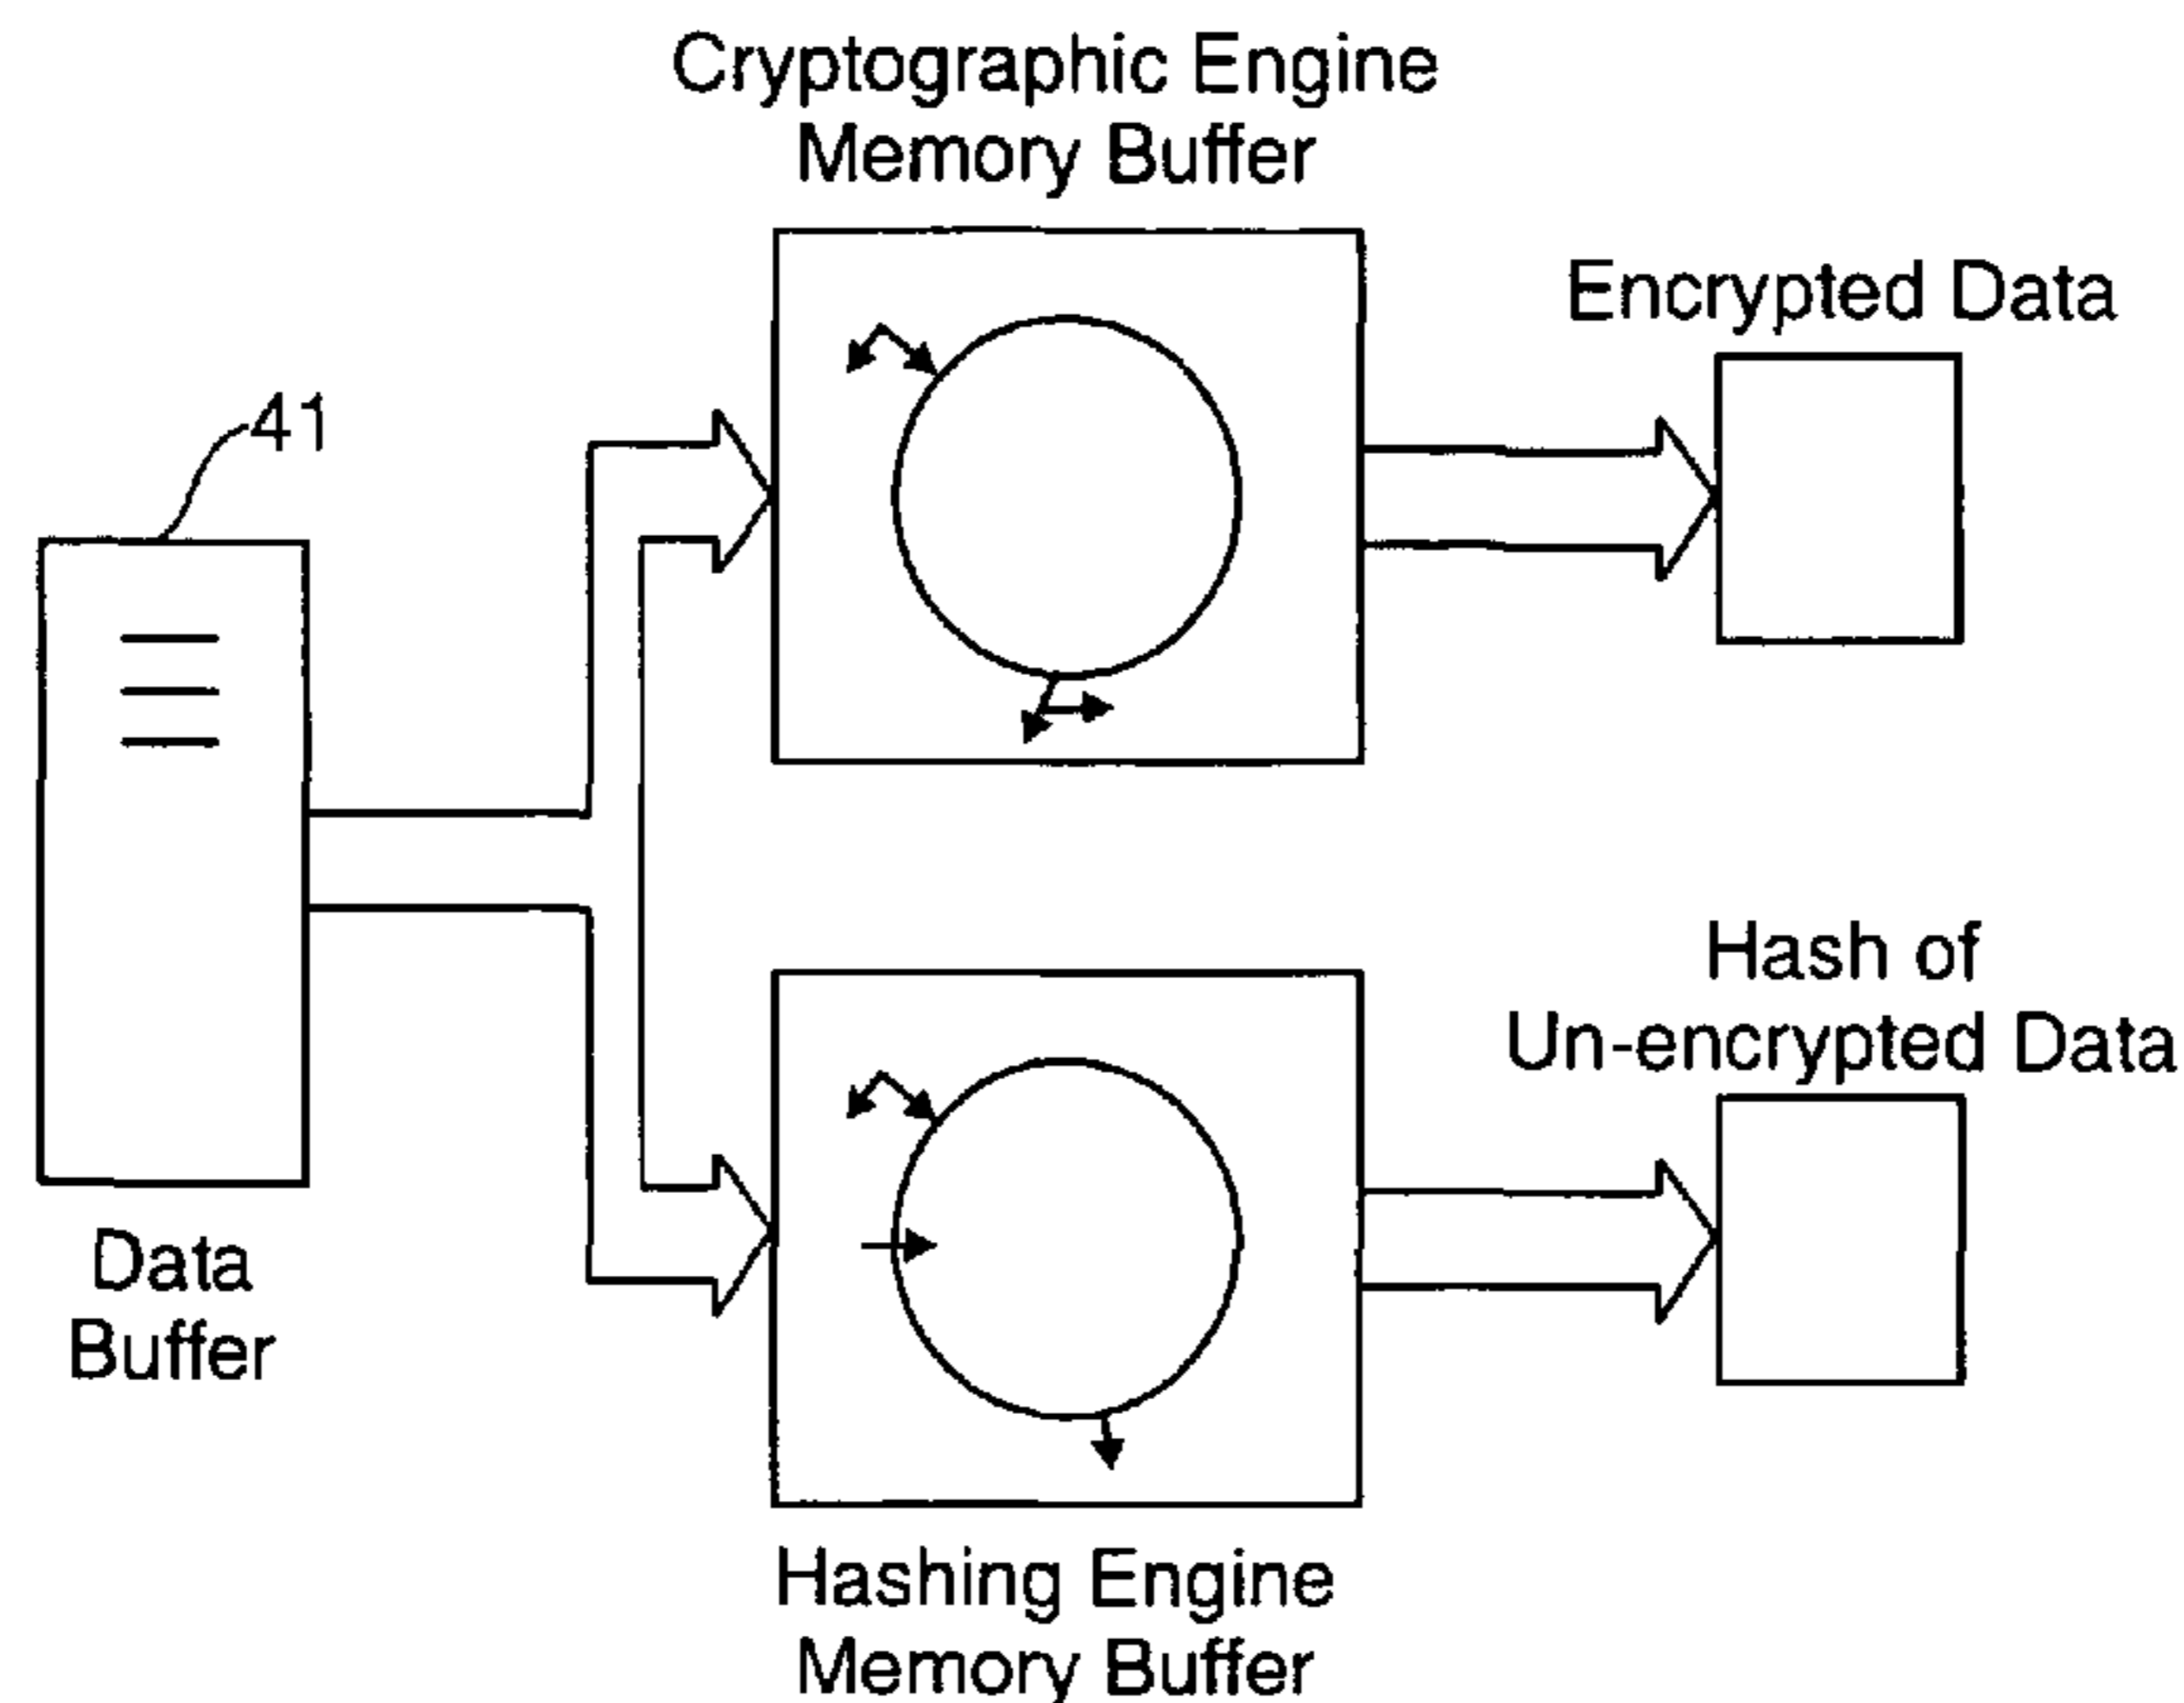 Cryptographic Engine
Memory Buffer
Encrypted Data
41
Data
Buffer
Hash of
Un-encrypted Data
Hashing Engine
Memory Buffer